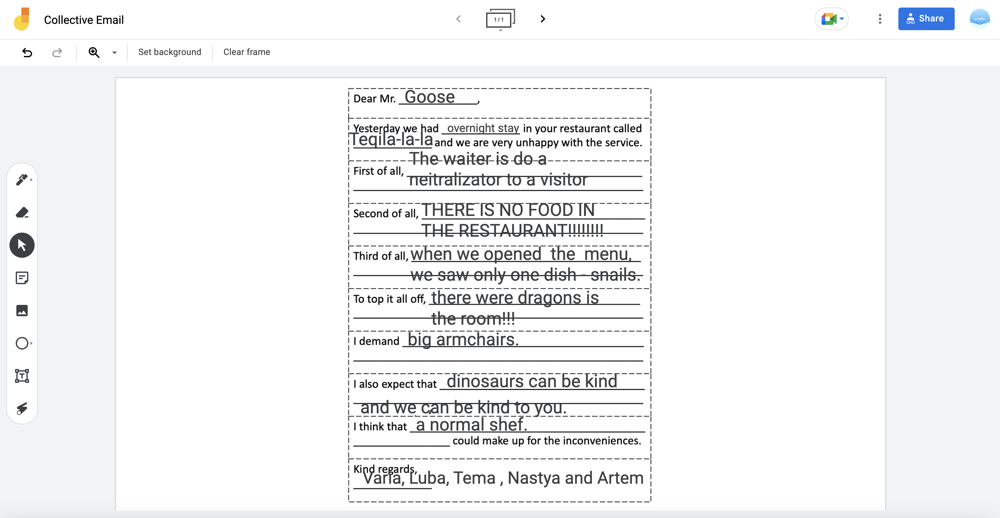 Collective Email
1/1
Share
Set background
Clear frame
Dear Mr. Goose,
Yesterday we had overnight stay in your restaurant called
Teqila-la-la and we are very unhappy with the service.
The waiter is do a
First of all,
neitralizator to a visitor
Second of all, THERE IS NO FOOD IN
THE RESTAURANT!!!!!!!!
Third of all, when we opened the menu,
we saw only one dish - snails.
To top it all off, there were dragons is
the room!!!
I demand big armchairs.
I also expect that dinosaurs can be kind
and we can be kind to you.
I think that a normal shef.
could make up for the inconveniences.
Kind regards,
Varia, Luba, Tema , Nastya and Artem